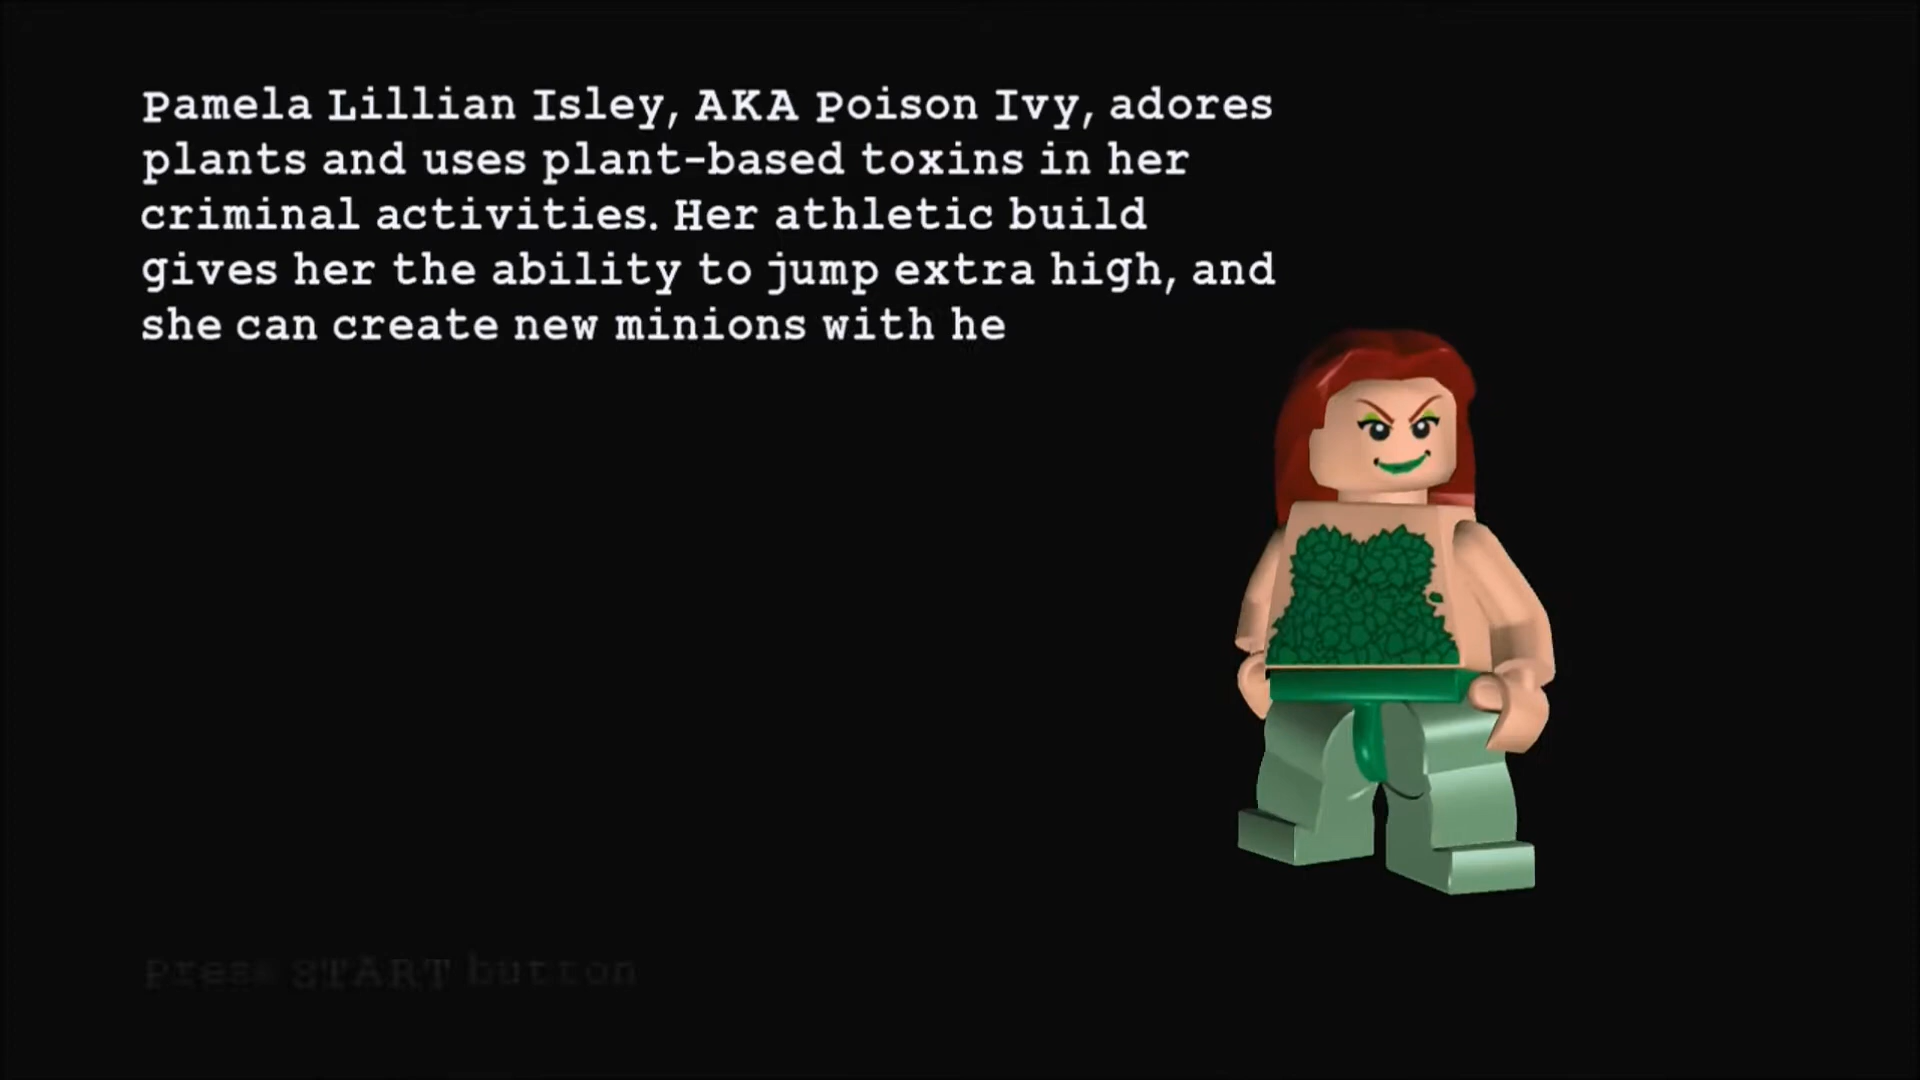 Pamela Lillian Isley, AKA Poison Ivy, adores
plants and uses plant-based toxins in her
criminal activities. Her athletic build
gives her the ability to jump extra high, and
she can create new minions with he
Press START button